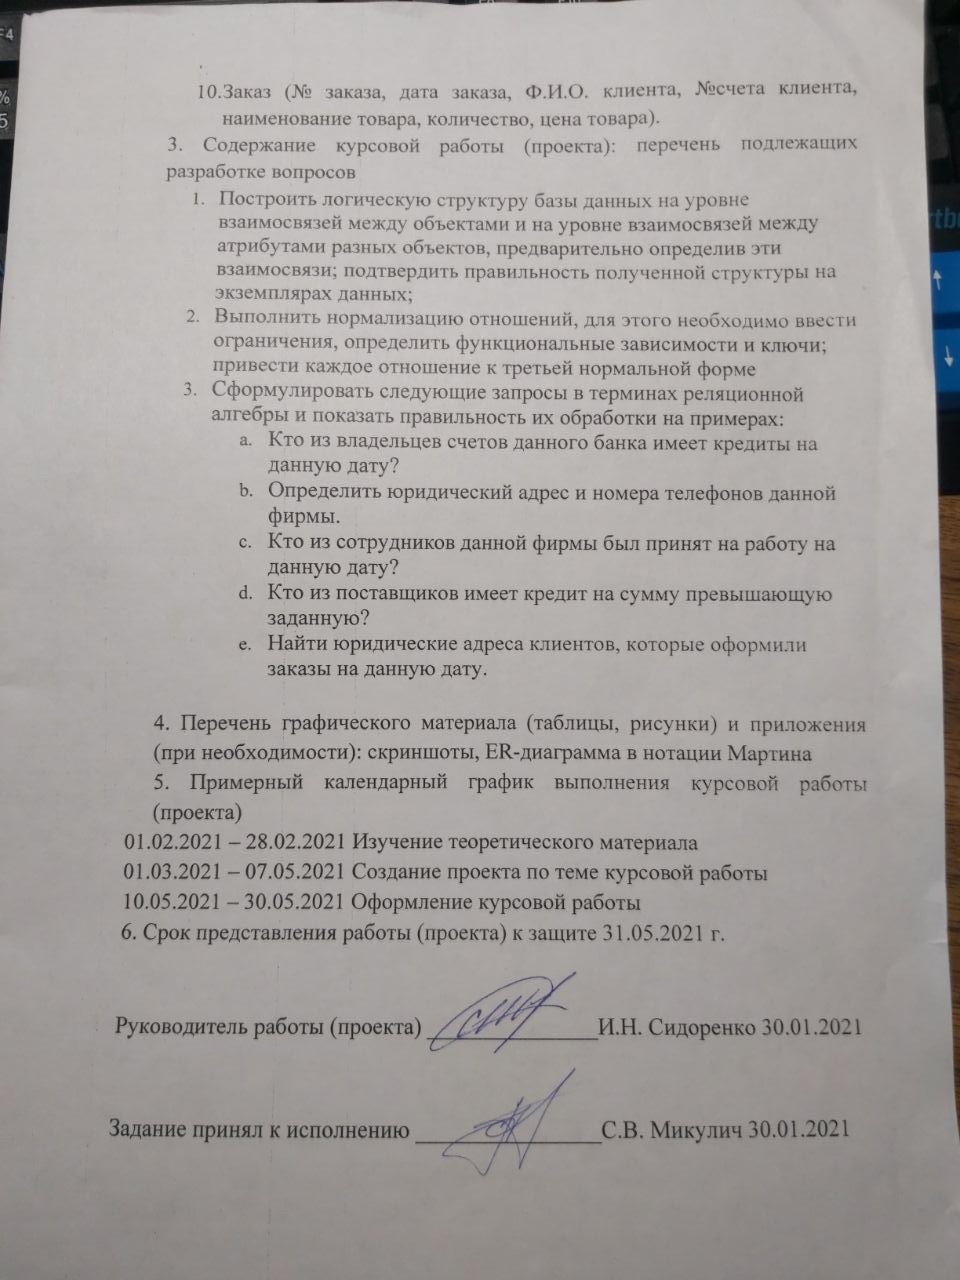 10.Заказ (№ заказа, дата заказа, Ф.И.О. клиента, №счета клиента,
наименование товара, количество, цена товара).
3. Содержание курсовой работы (проекта): перечень подлежащих
разработке вопросов
1. Построить логическую структуру базы данных на уровне
взаимосвязей между объектами и на уровне взаимосвязей между
атрибутами разных объектов, предварительно определив эти
взаимосвязи; подтвердить правильность полученной структуры на
экземплярах данных;
2. Выполнить нормализацию отношений, для этого необходимо ввести
ограничения, определить функциональные зависимости и ключи;
привести каждое отношение к третьей нормальной форме
3. Сформулировать следующие запросы в терминах реляционной
алгебры и показать правильность их обработки на примерах:
a. Кто из владельцев счетов данного банка имеет кредиты на
данную дату?
b. Определить юридический адрес и номера телефонов данной
фирмы.
c. Кто из сотрудников данной фирмы был принят на работу на
данную дату?
d. Кто из поставщиков имеет кредит на сумму превышающую
заданную?
e. Найти юридические адреса клиентов, которые оформили
заказы на данную дату.
4. Перечень графического материала (таблицы, рисунки) и приложения
(при необходимости): скриншоты, ER-диаграмма в нотации Мартина
5. Примерный календарный график выполнения курсовой работы
(проекта)
01.02.2021 – 28.02.2021 Изучение теоретического материала
01.03.2021 – 07.05.2021 Создание проекта по теме курсовой работы
10.05.2021 – 30.05.2021 Оформление курсовой работы
6. Срок представления работы (проекта) к защите 31.05.2021 г.
Руководитель работы (проекта) ______________И.Н. Сидоренко 30.01.2021
Задание принял к исполнению _______________С.В. Микулич 30.01.2021
F4
%
5